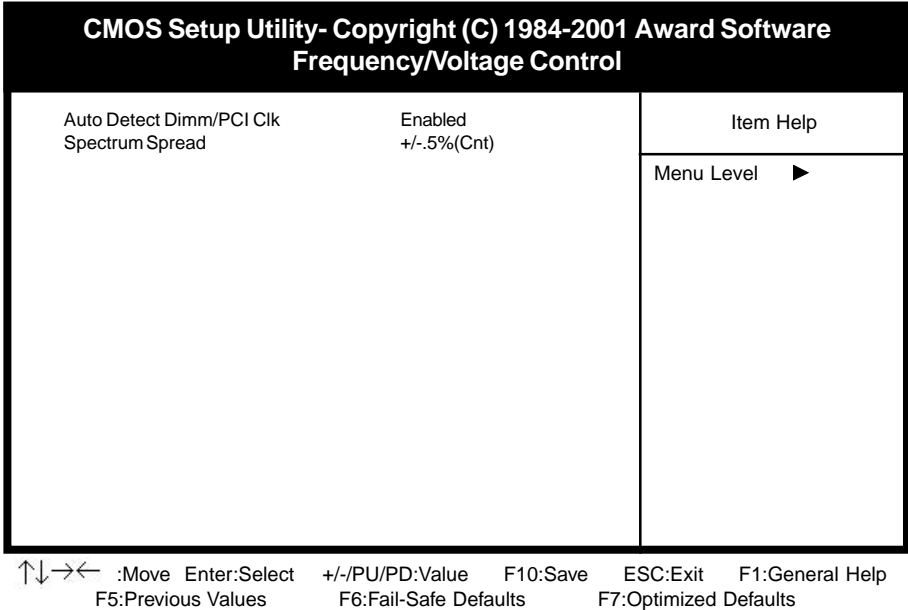 CMOS Setup Utility- Copyright (C) 1984-2001 Award Software
Frequency/Voltage Control
Auto Detect Dimm/PCI Clk Enabled
Spectrum Spread +/-.5%(Cnt)
Item Help
Menu Level ▶
↑↓→← :Move Enter:Select +/-/PU/PD:Value F10:Save ESC:Exit F1:General Help
F5:Previous Values F6:Fail-Safe Defaults F7:Optimized Defaults